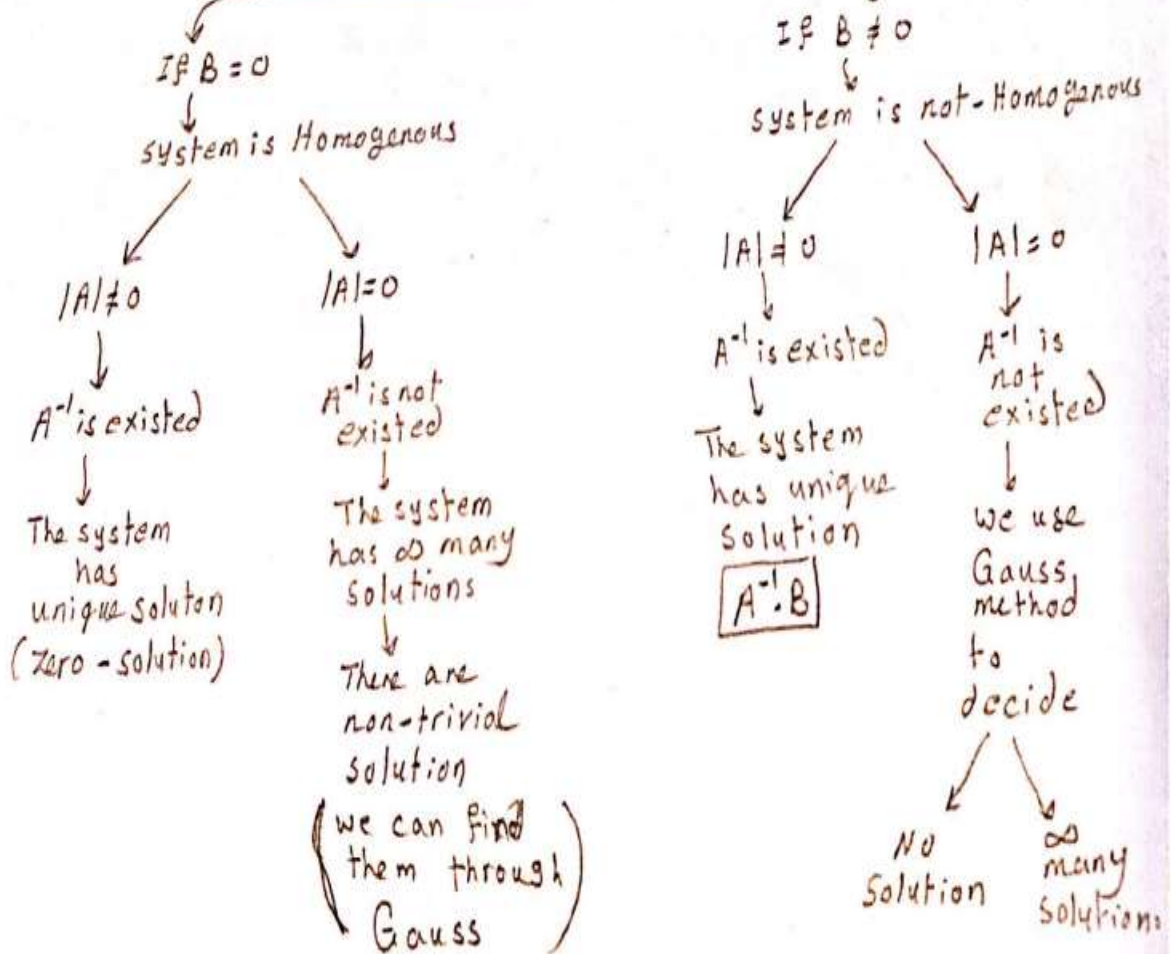 If B = 0
system is Homogenous
|A| ≠ 0
A⁻¹ is existed
The system
has
unique soluton
(zero - solution)
|A| = 0
A⁻¹ is not
existed
The system
has ∞ many
solutions
There are
non-trivial
solution
(we can find
them through)
Gauss
If B ≠ 0
system is not-Homogenous
|A| ≠ 0
A⁻¹ is existed
The system
has unique
solution
A⁻¹. B
|A| = 0
A⁻¹ is
not
existed
we use
Gauss
method
to
decide
No
Solution
∞
many
solutions